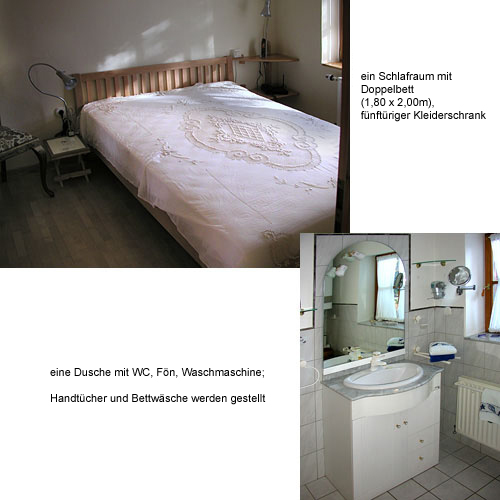 ein Schlafraum mit
Doppelbett
(1,80 x 2,00m),
fünftüriger Kleiderschrank
eine Dusche mit WC, Fön, Waschmaschine;
Handtücher und Bettwäsche werden gestellt